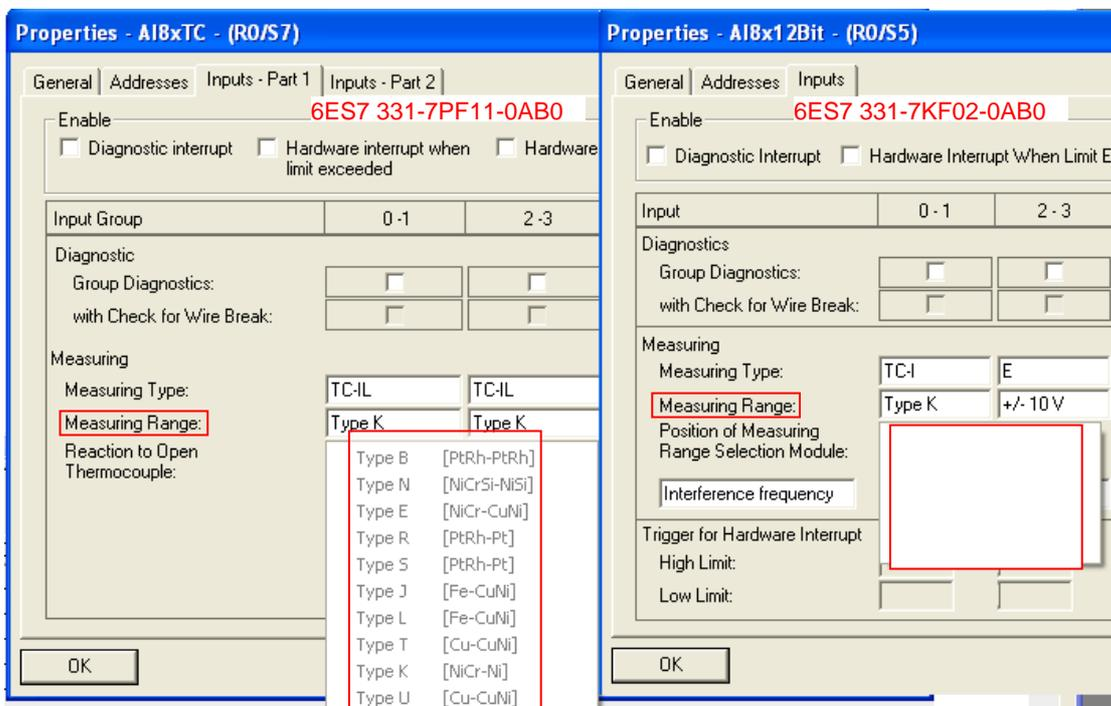 Properties - AI8xTC - (R0/S7)
General Addresses Inputs - Part 1 Inputs - Part 2
6ES7 331-7PF11-0AB0
Enable
Diagnostic interrupt Hardware interrupt when limit exceeded Hardware
Input Group 0 -1 2 -3
Diagnostic
Group Diagnostics:
with Check for Wire Break:
Measuring
Measuring Type: TC-IL TC-IL
Measuring Range: Type K Type K
Reaction to Open
Thermocouple:
Type B [PtRh-PtRh]
Type N [NiCrSi-NiSi]
Type E [NiCr-CuNi]
Type R [PtRh-Pt]
Type S [PtRh-Pt]
Type J [Fe-CuNi]
Type L [Fe-CuNi]
Type T [Cu-CuNi]
Type K [NiCr-Ni]
Type U [Cu-CuNi]
OK
Properties - AI8x12Bit - (R0/S5)
General Addresses Inputs
6ES7 331-7KF02-0AB0
Enable
Diagnostic Interrupt Hardware Interrupt When Limit E
Input 0 - 1 2 - 3
Diagnostics
Group Diagnostics:
with Check for Wire Break:
Measuring
Measuring Type: TC-I E
Measuring Range: Type K +/- 10 V
Position of Measuring
Range Selection Module:
Interference frequency
Trigger for Hardware Interrupt
High Limit:
Low Limit:
OK